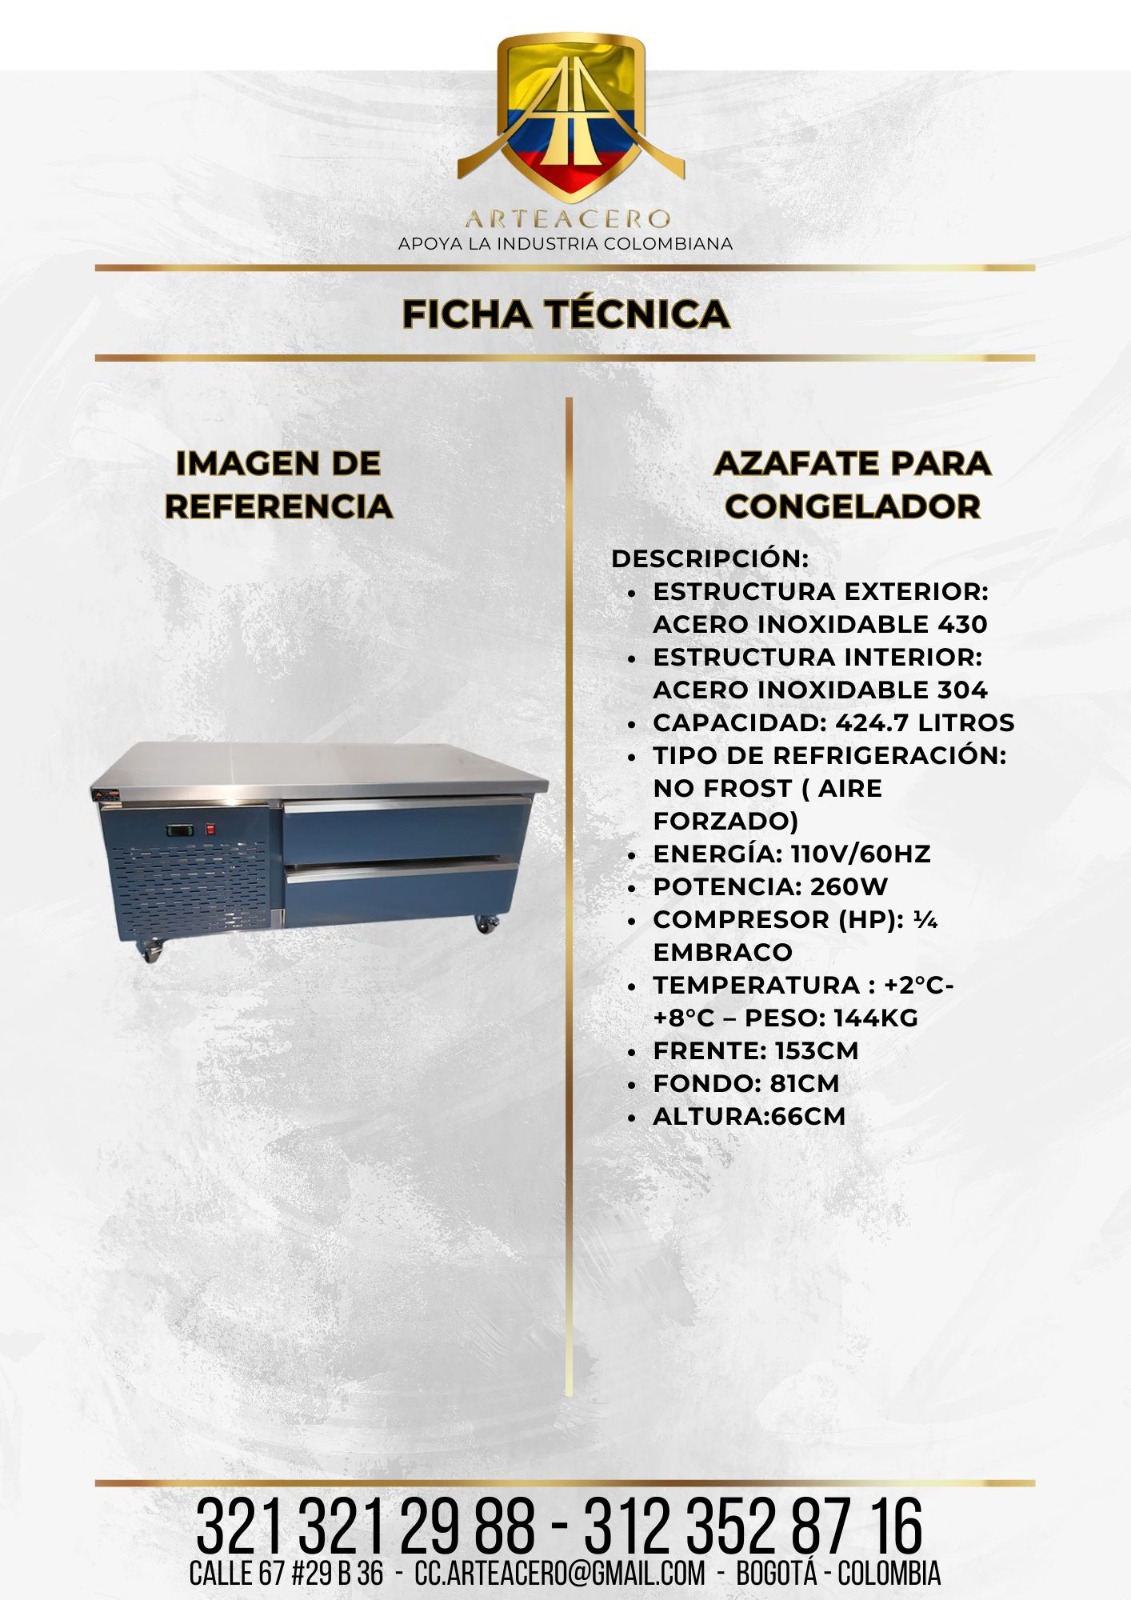 ARTEACERO
APOYA LA INDUSTRIA COLOMBIANA
FICHA TÉCNICA
IMAGEN DE
REFERENCIA
AZAFATE PARA
CONGELADOR
DESCRIPCIÓN:
• ESTRUCTURA EXTERIOR:
ACERO INOXIDABLE 430
• ESTRUCTURA INTERIOR:
ACERO INOXIDABLE 304
• CAPACIDAD: 424.7 LITROS
• TIPO DE REFRIGERACIÓN:
NO FROST ( AIRE
FORZADO)
• ENERGÍA: 110V/60HZ
• POTENCIA: 260W
• COMPRESOR (HP): ¼
EMBRACO
• TEMPERATURA : +2°C-
+8°C – PESO: 144KG
• FRENTE: 153CM
• FONDO: 81CM
• ALTURA:66CM
321 321 29 88 - 312 352 87 16
CALLE 67 #29 B 36 - CC.ARTEACERO@GMAIL.COM - BOGOTÁ - COLOMBIA